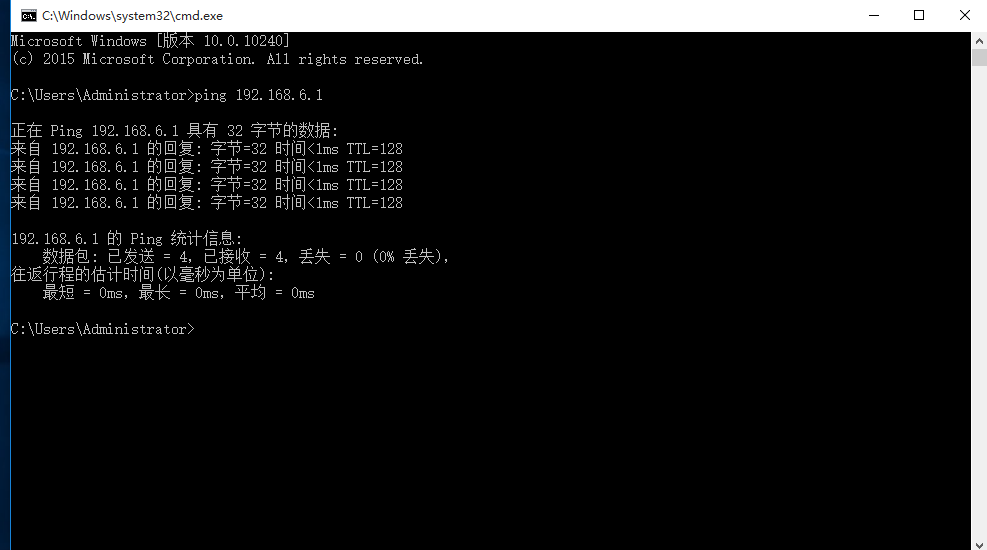 C:\Windows\system32\cmd.exe
Microsoft Windows [版本 10.0.10240]
(c) 2015 Microsoft Corporation. All rights reserved.
C:\Users\Administrator>ping 192.168.6.1
正在 Ping 192.168.6.1 具有 32 字节的数据:
来自 192.168.6.1 的回复: 字节=32 时间<1ms TTL=128
来自 192.168.6.1 的回复: 字节=32 时间<1ms TTL=128
来自 192.168.6.1 的回复: 字节=32 时间<1ms TTL=128
来自 192.168.6.1 的回复: 字节=32 时间<1ms TTL=128
192.168.6.1 的 Ping 统计信息:
数据包: 已发送 = 4，已接收 = 4，丢失 = 0 (0% 丢失)，
往返行程的估计时间(以毫秒为单位):
最短 = 0ms，最长 = 0ms，平均 = 0ms
C:\Users\Administrator>